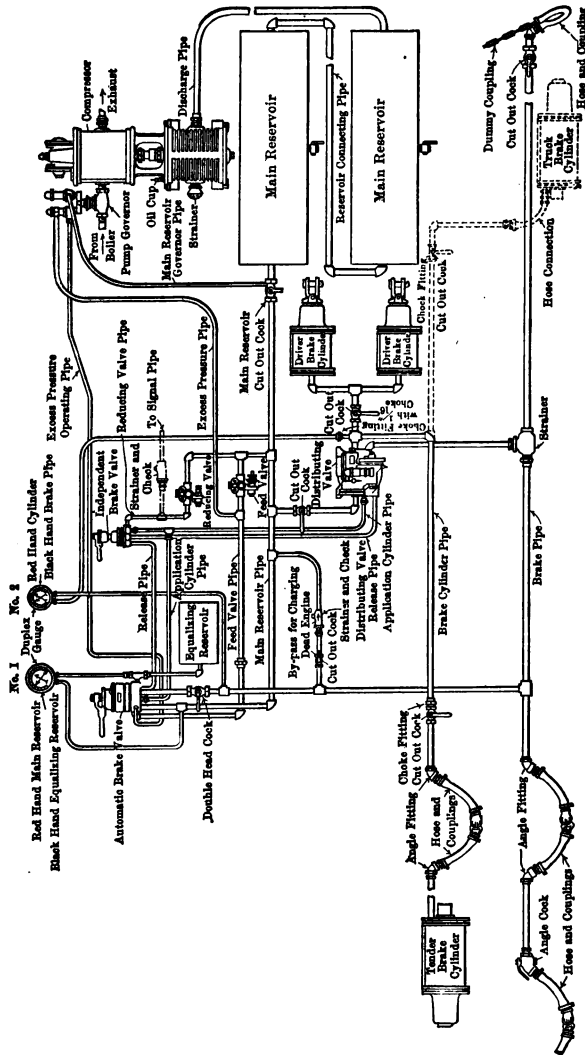 No. 1
No. 2
Duplex
Gauge
Red Hand Main Reservoir
Black Hand Equalizing Reservoir
Red Hand Cylinder
Black Hand Brake Pipe
Automatic Brake Valve
Independent
Brake Valve
Excess Pressure
Operating Pipe
Compressor
Exhaust
From
Boiler
Pump Governor
Oil Cup
Main Reservoir
Governor Pipe
Strainer
Discharge Pipe
Main Reservoir
Reservoir Connecting Pipe
Main Reservoir
Excess Pressure Pipe
Main Reservoir
Cut Out Cock
Reducing Valve Pipe
Strainer and
Check
To Signal Pipe
Reducing Valve
Feed Valve
Release Pipe
Application
Cylinder Pipe
Equalizing
Reservoir
Feed Valve Pipe
Main Reservoir Pipe
Double Head Cock
By-pass for Charging
Dead Engine
Cut Out Cock
Strainer and Check
Cut Out Cock
Distributing
Valve
Distributing Valve
Release Pipe
Application Cylinder Pipe
Cut Out
Cock
Choke Fitting
with
Choke
Driver
Brake
Cylinder
Driver
Brake
Cylinder
Choke Fitting
Cut Out Cock
Brake Cylinder Pipe
Choke Fitting
Cut Out Cock
Angle Fitting
Hose and
Couplings
Tender
Brake
Cylinder
Dummy Coupling
Cut Out Cock
Hose and Coupling
Truck
Brake
Cylinder
Hose Connection
Strainer
Brake Pipe
Angle Fitting
Angle Cock
Hose and Couplings